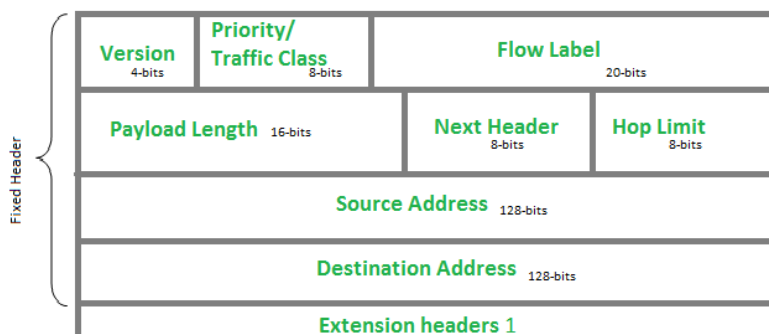 Priority/
Version Traffic Class Flow Label
4-bits 8-bits 20-bits
Payload Length 16-bits Next Header Hop Limit
8-bits 8-bits
Fixed Header
Source Address 128-bits
Destination Address 128-bits
Extension headers 1